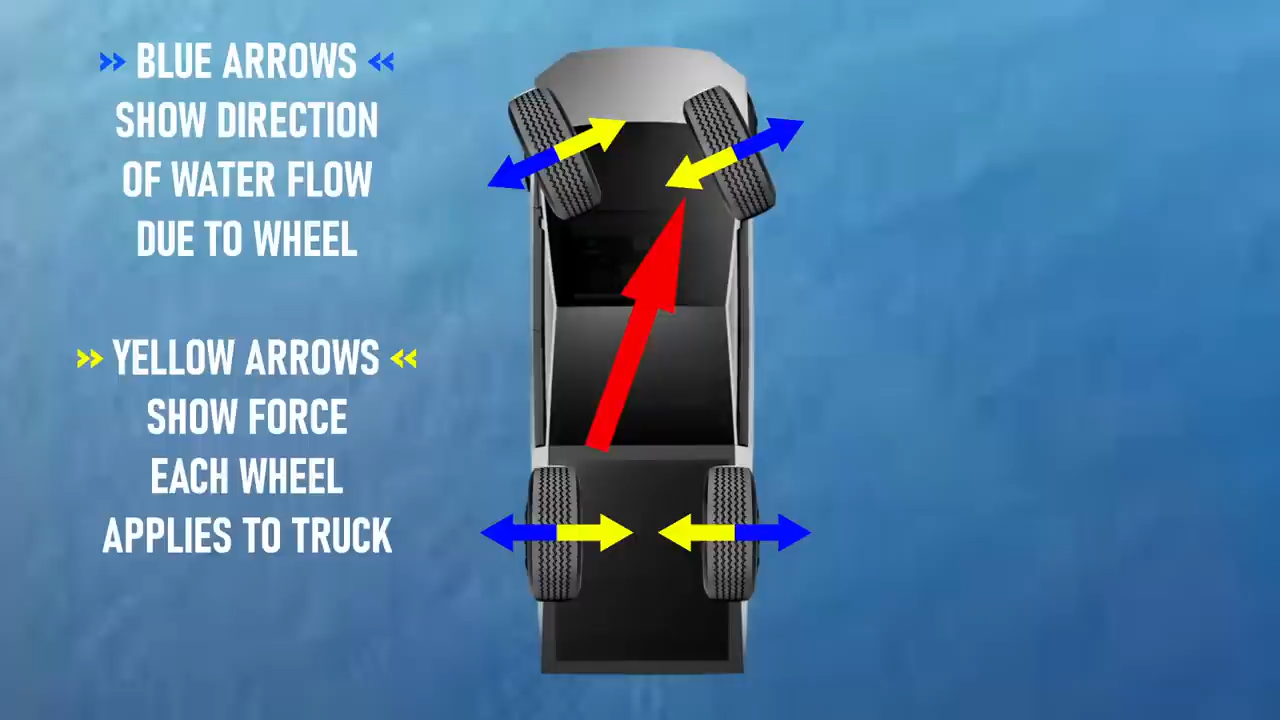 BLUE ARROWS
SHOW DIRECTION
OF WATER FLOW
DUE TO WHEEL
YELLOW ARROWS
SHOW FORCE
EACH WHEEL
APPLIES TO TRUCK